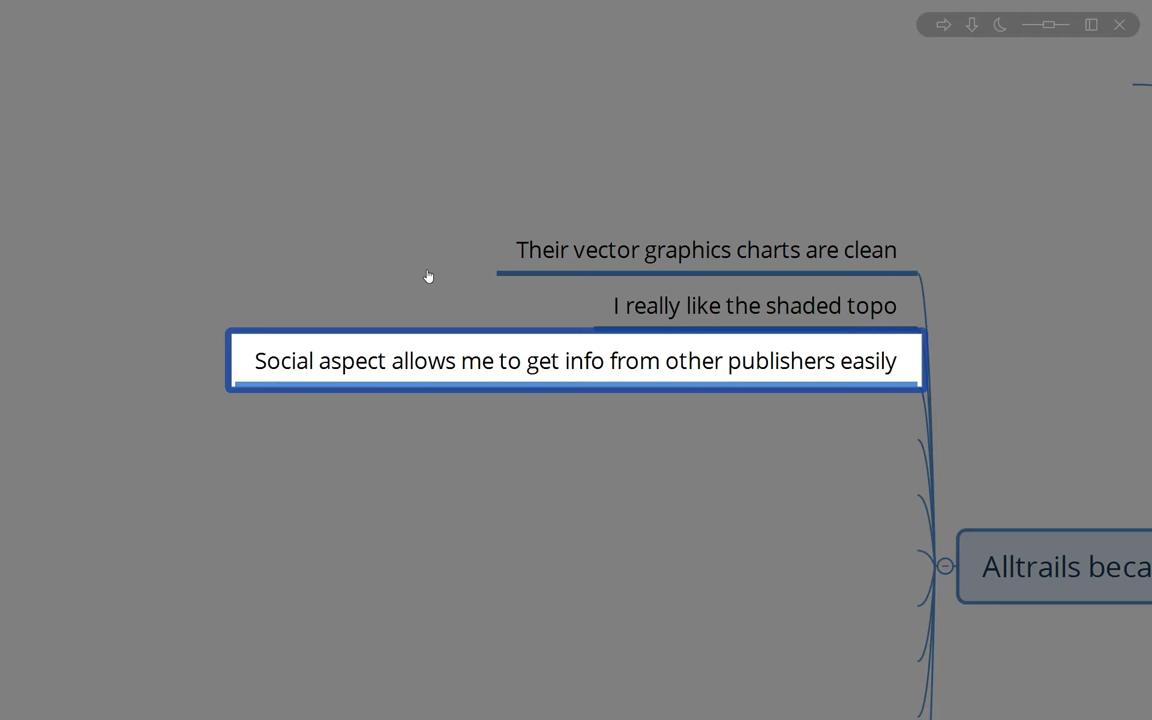 Their vector graphics charts are clean
I really like the shaded topo
Social aspect allows me to get info from other publishers easily
Alltrails